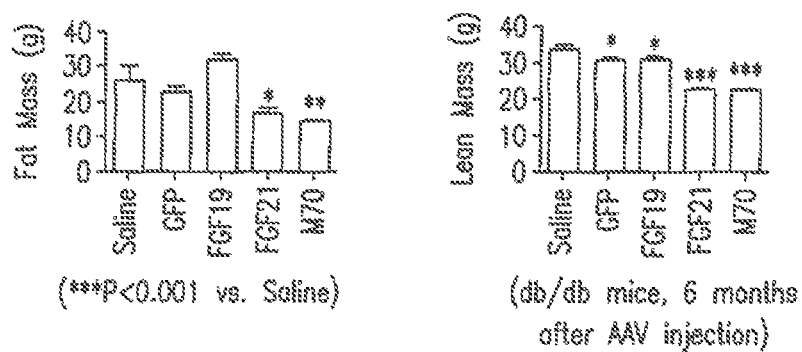 Fat Mass (g)
40
30
20
10
0
*
**
Saline
GFP
FGF19
FGF21
M70
(***P<0.001 vs. Saline)
Lean Mass (g)
40
30
20
10
0
*
*
***
***
Saline
GFP
FGF19
FGF21
M70
(db/db mice, 6 months
after AAV injection)